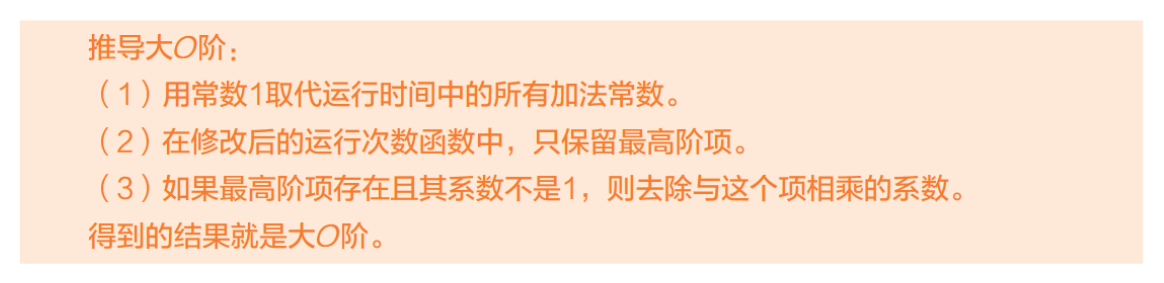 推导大O阶：
（1）用常数1取代运行时间中的所有加法常数。
（2）在修改后的运行次数函数中，只保留最高阶项。
（3）如果最高阶项存在且其系数不是1，则去除与这个项相乘的系数。
得到的结果就是大O阶。